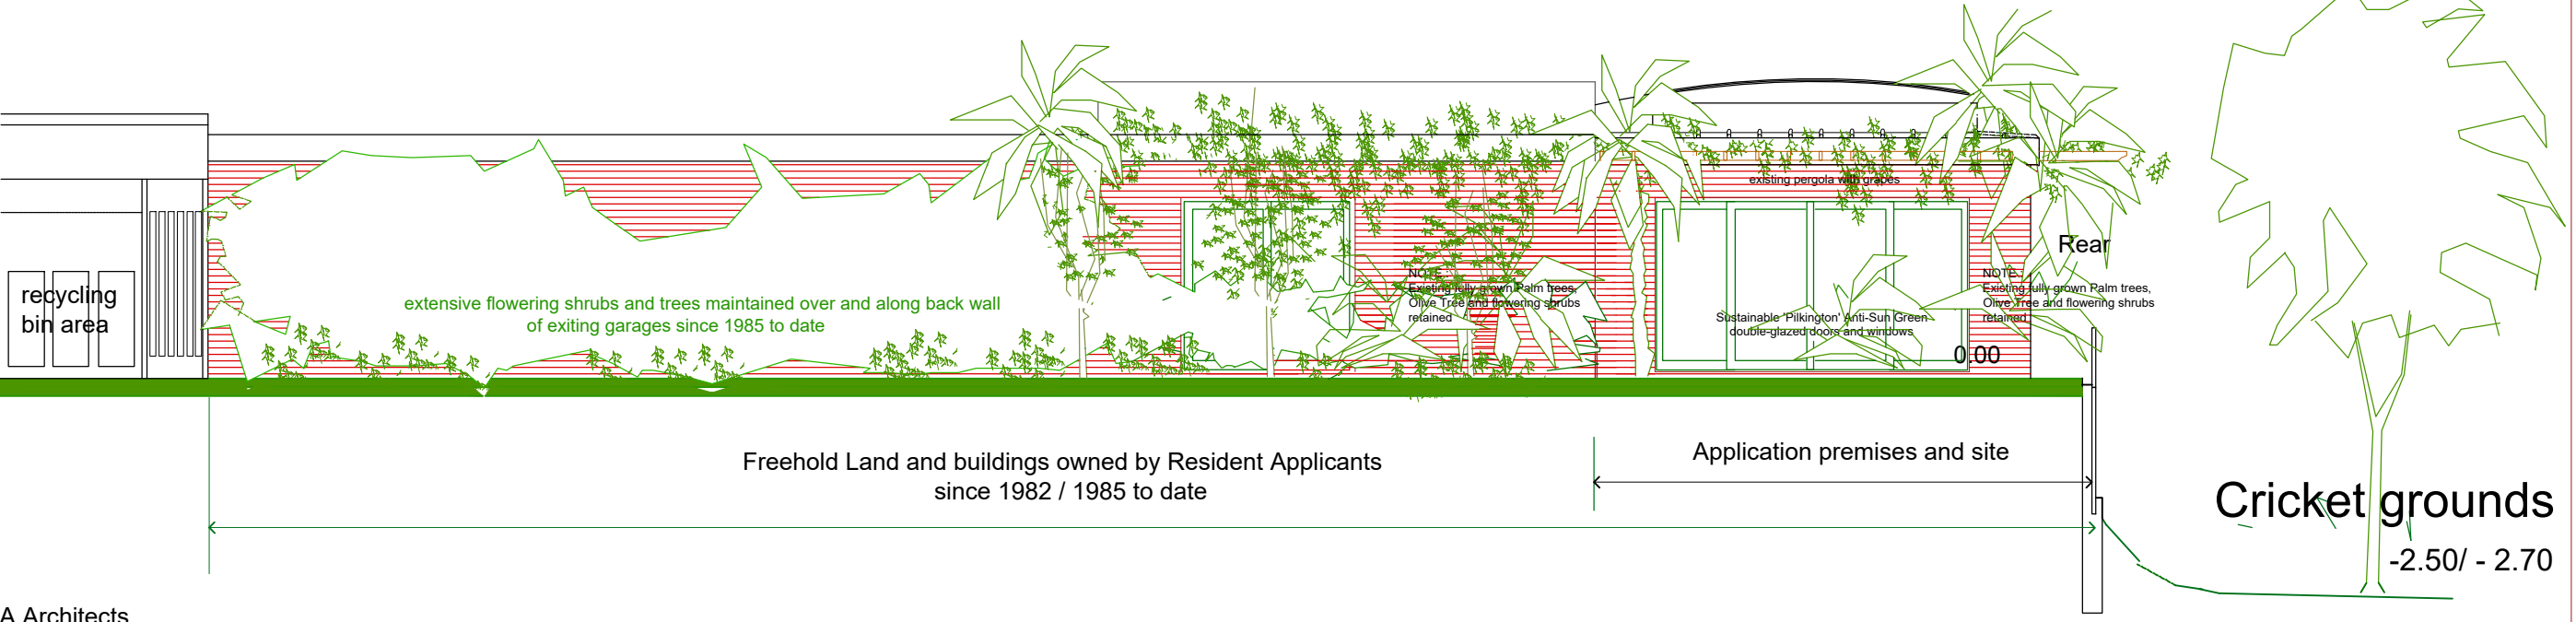 existing pergola with grapes
Rear
NOTE.:
Existing fully grown Palm trees,
Olive Tree and flowering shrubs
retained
NOTE.:
Existing fully grown Palm trees,
Olive Tree and flowering shrubs
retained
recycling
bin area
extensive flowering shrubs and trees maintained over and along back wall
of exiting garages since 1985 to date
Sustainable 'Pilkington' Anti-Sun Green
double-glazed doors and windows
0.00
Freehold Land and buildings owned by Resident Applicants
since 1982 / 1985 to date
Application premises and site
Cricket grounds
-2.50/ - 2.70
A Architects